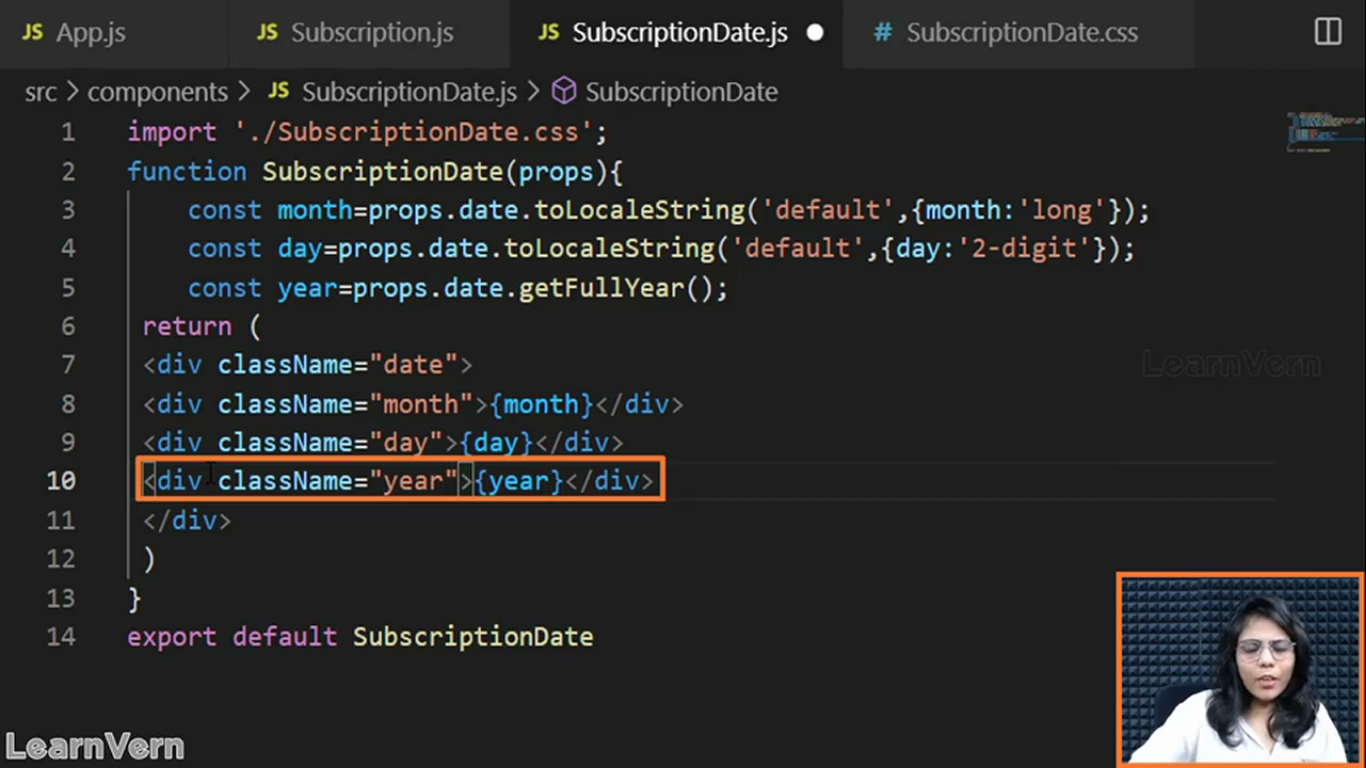 JS App.js JS Subscription.js JS SubscriptionDate.js # SubscriptionDate.css
src > components > JS SubscriptionDate.js > SubscriptionDate
1 import './SubscriptionDate.css';
2 function SubscriptionDate(props){
3 const month=props.date.toLocaleString('default',{month:'long'});
4 const day=props.date.toLocaleString('default',{day:'2-digit'});
5 const year=props.date.getFullYear();
6 return (
7 <div className="date">
LearnVern
8 <div className="month">{month}</div>
9 <div className="day">{day}</div>
10 <div className="year">{year}</div>
11 </div>
12 )
13 }
14 export default SubscriptionDate
LearnVern